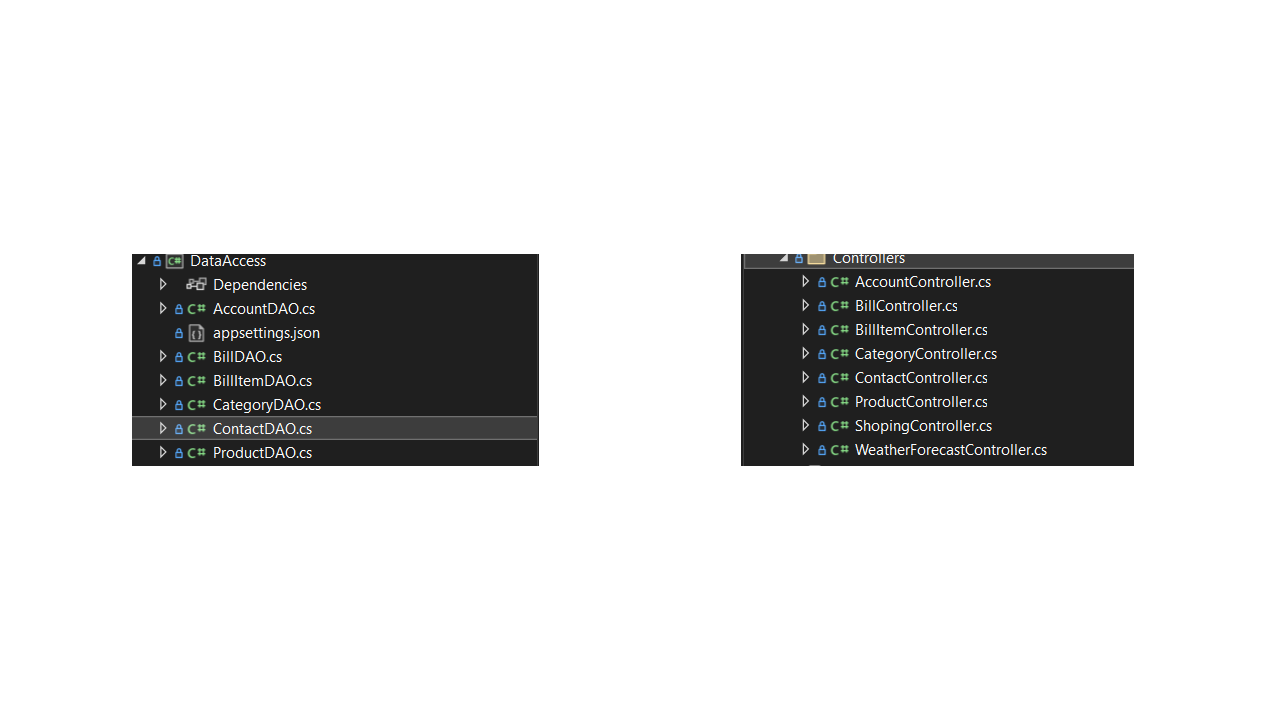 DataAccess
Dependencies
C# AccountDAO.cs
appsettings.json
C# BillDAO.cs
C# BillItemDAO.cs
C# CategoryDAO.cs
C# ContactDAO.cs
C# ProductDAO.cs
Controllers
C# AccountController.cs
C# BillController.cs
C# BillItemController.cs
C# CategoryController.cs
C# ContactController.cs
C# ProductController.cs
C# ShopingController.cs
C# WeatherForecastController.cs